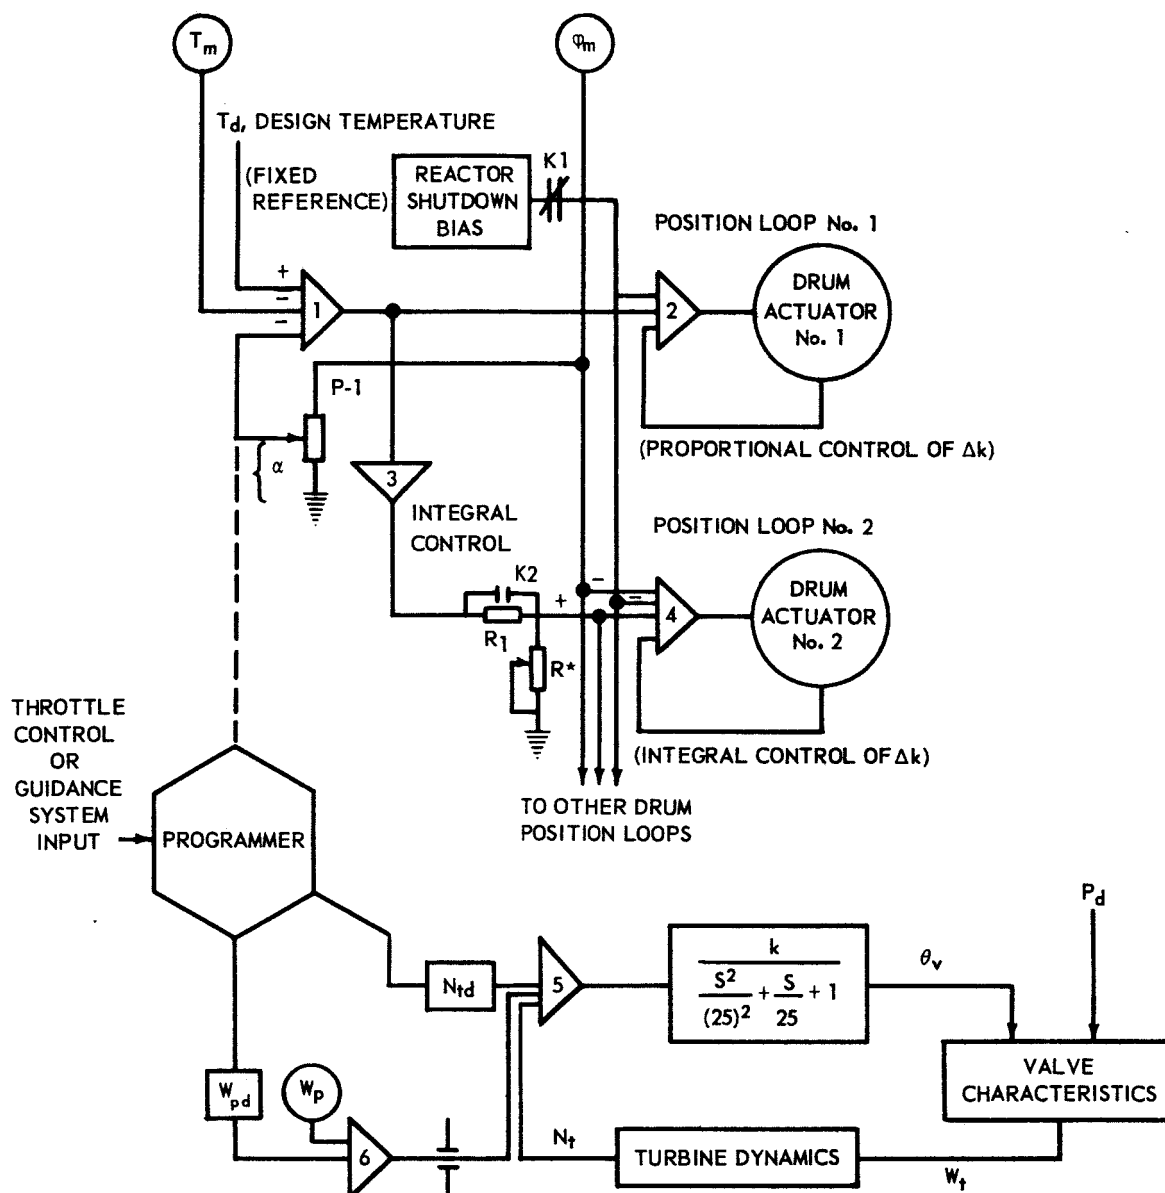 Tm
φm
Td, DESIGN TEMPERATURE
(FIXED
REFERENCE)
REACTOR
SHUTDOWN
BIAS
K1
POSITION LOOP No. 1
DRUM
ACTUATOR
No. 1
+
-
-
1
2
P-1
α
(PROPORTIONAL CONTROL OF Δk)
3
INTEGRAL
CONTROL
POSITION LOOP No. 2
DRUM
ACTUATOR
No. 2
K2
R1
+
-
-
4
R*
(INTEGRAL CONTROL OF Δk)
THROTTLE
CONTROL
OR
GUIDANCE
SYSTEM
INPUT
PROGRAMMER
TO OTHER DRUM
POSITION LOOPS
Pd
Ntd
5
k
S²
(25)²
+
S
25
+ 1
θv
VALVE
CHARACTERISTICS
Wpd
Wp
6
Nt
TURBINE DYNAMICS
Wt